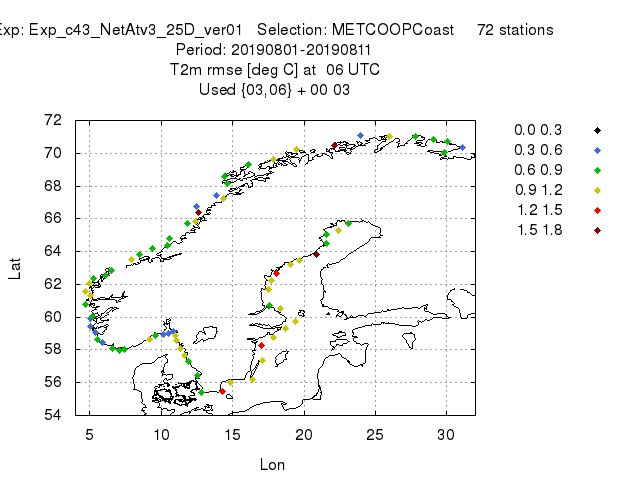 Exp: Exp_c43_NetAtv3_25D_ver01 Selection: METCOOPCoast 72 stations
Period: 20190801-20190811
T2m rmse [deg C] at 06 UTC
Used {03,06} + 00 03
72
70
68
66
64
62
60
58
56
54
Lat
5 10 15 20 25 30
Lon
0.0 0.3
0.3 0.6
0.6 0.9
0.9 1.2
1.2 1.5
1.5 1.8